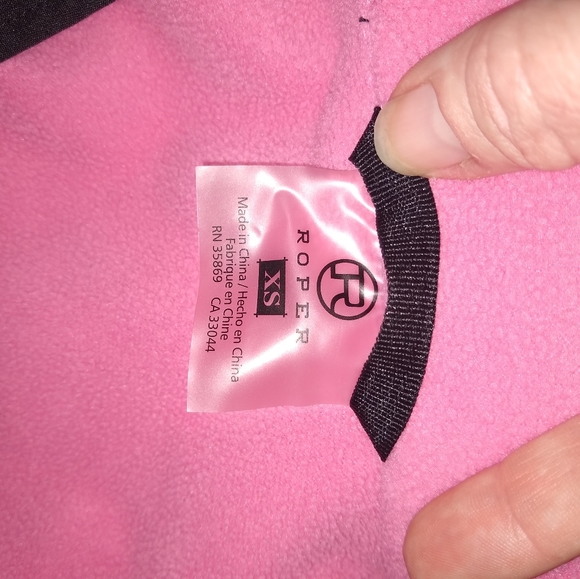 R
ROPER
XS
Made in China / Hecho en China
Fabrique en Chine
RN 35869 CA 33044